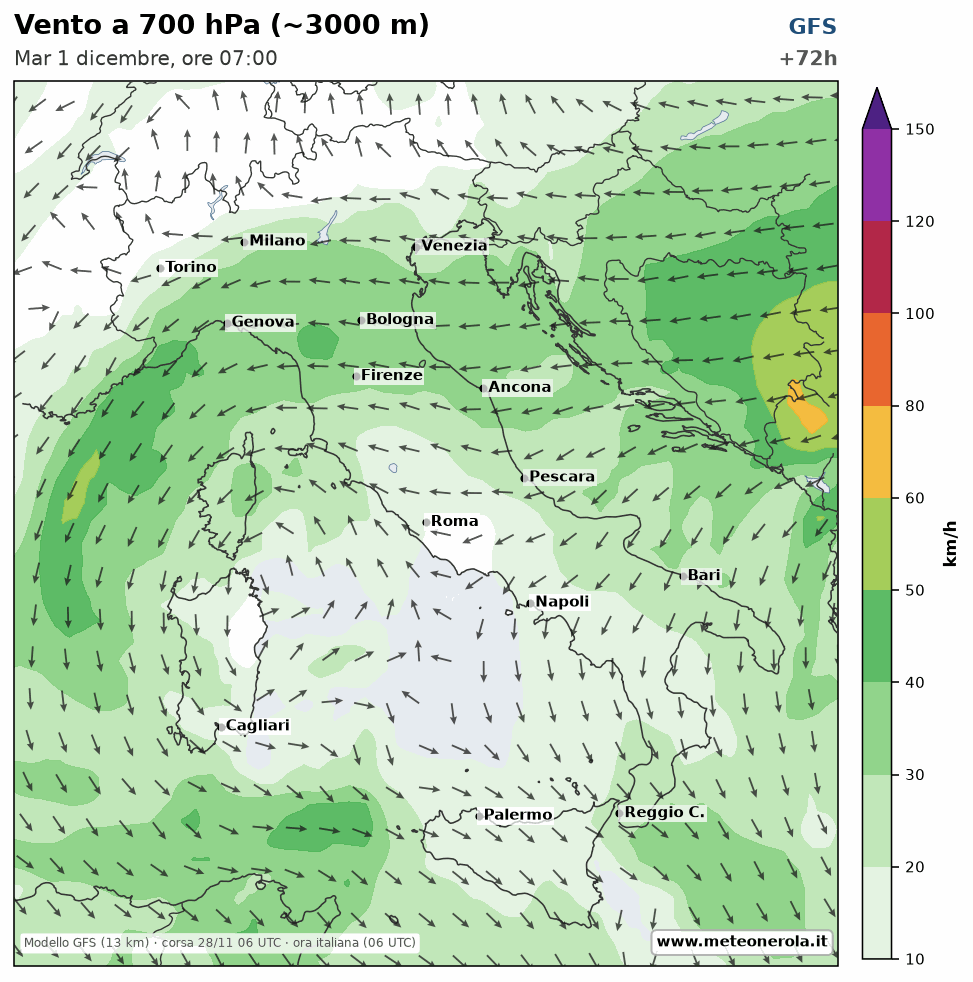 Vento a 700 hPa (~3000 m)
GFS
Mar 1 dicembre, ore 07:00
+72h
150
120
100
80
60
50
40
30
20
10
km/h
Milano
Venezia
Torino
Genova
Bologna
Firenze
Ancona
Pescara
Roma
Bari
Napoli
Cagliari
Palermo
Reggio C.
Modello GFS (13 km) · corsa 28/11 06 UTC · ora italiana (06 UTC)
www.meteonerola.it